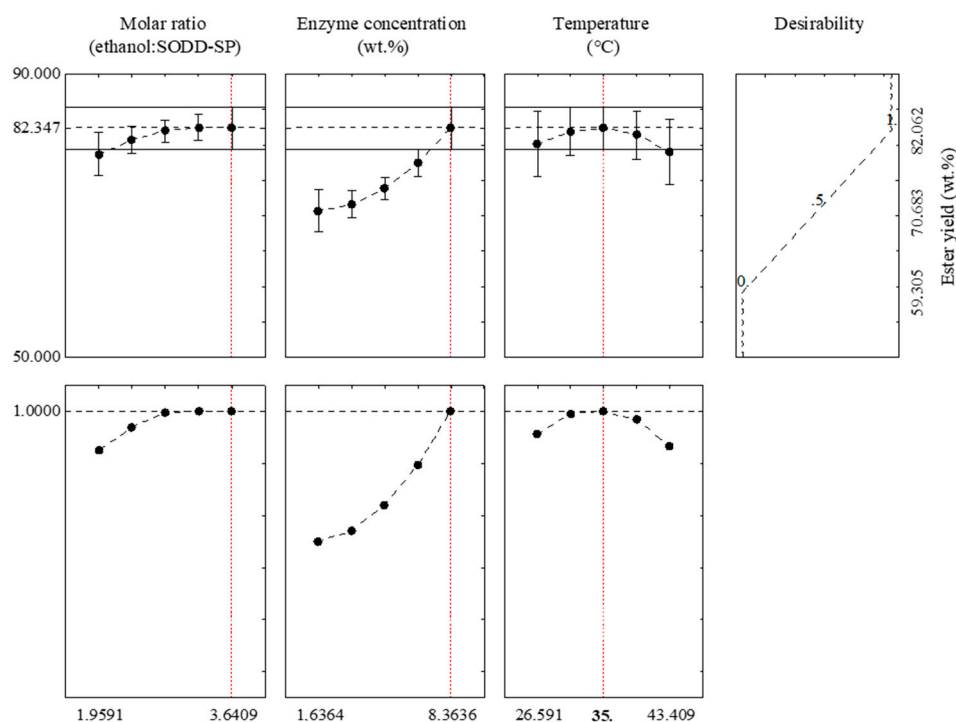 Molar ratio
(ethanol:SODD-SP)
Enzyme concentration
(wt.%)
Temperature
(°C)
Desirability
90.000
82.347
50.000
1.
.5
0
82.062
70.683
59.305
Ester yield (wt.%)
1.0000
1.9591
3.6409
1.6364
8.3636
26.591
35.
43.409